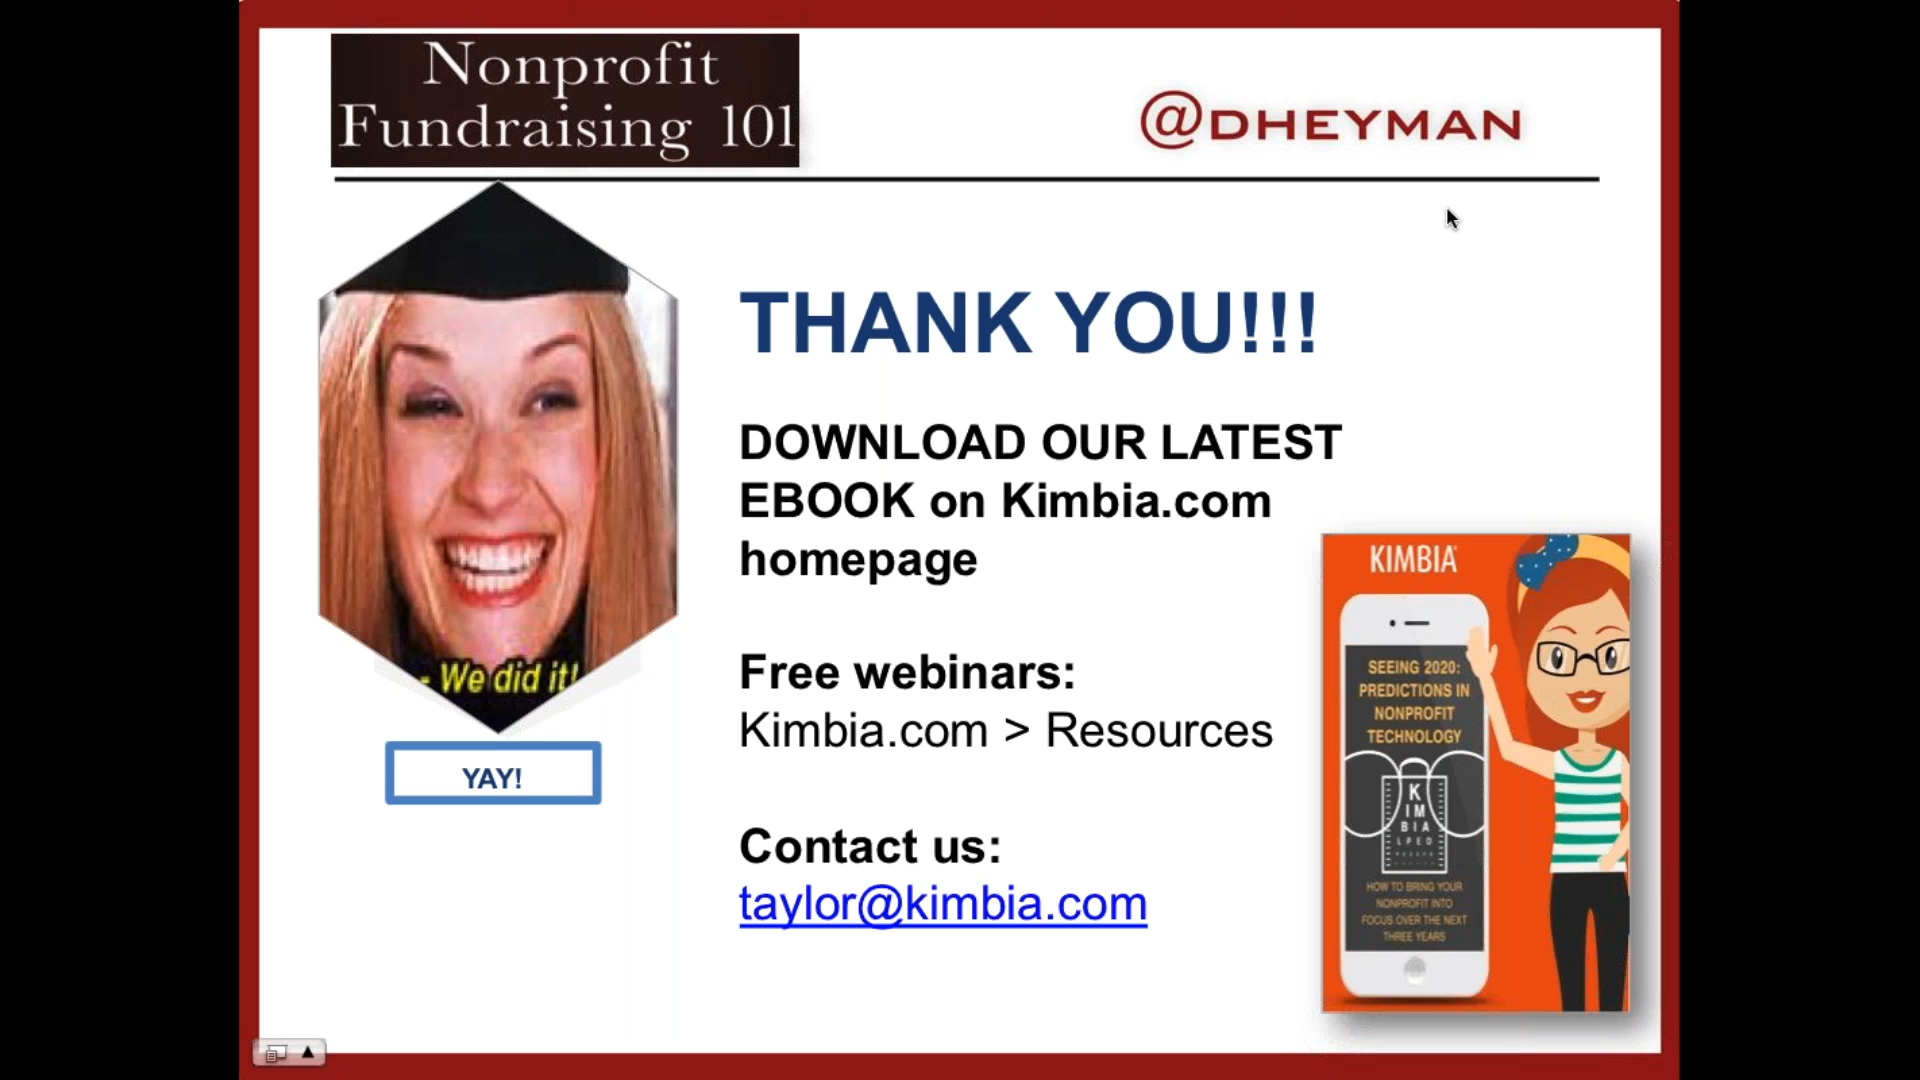 Nonprofit
Fundraising 101
@DHEYMAN
- We did it!
YAY!
THANK YOU!!!
DOWNLOAD OUR LATEST
EBOOK on Kimbia.com
homepage
Free webinars:
Kimbia.com > Resources
Contact us:
taylor@kimbia.com
KIMBIA
SEEING 2020:
PREDICTIONS IN
NONPROFIT
TECHNOLOGY
K
IM
BIA
LPED
HOW TO BRING YOUR
NONPROFIT INTO
FOCUS OVER THE NEXT
THREE YEARS